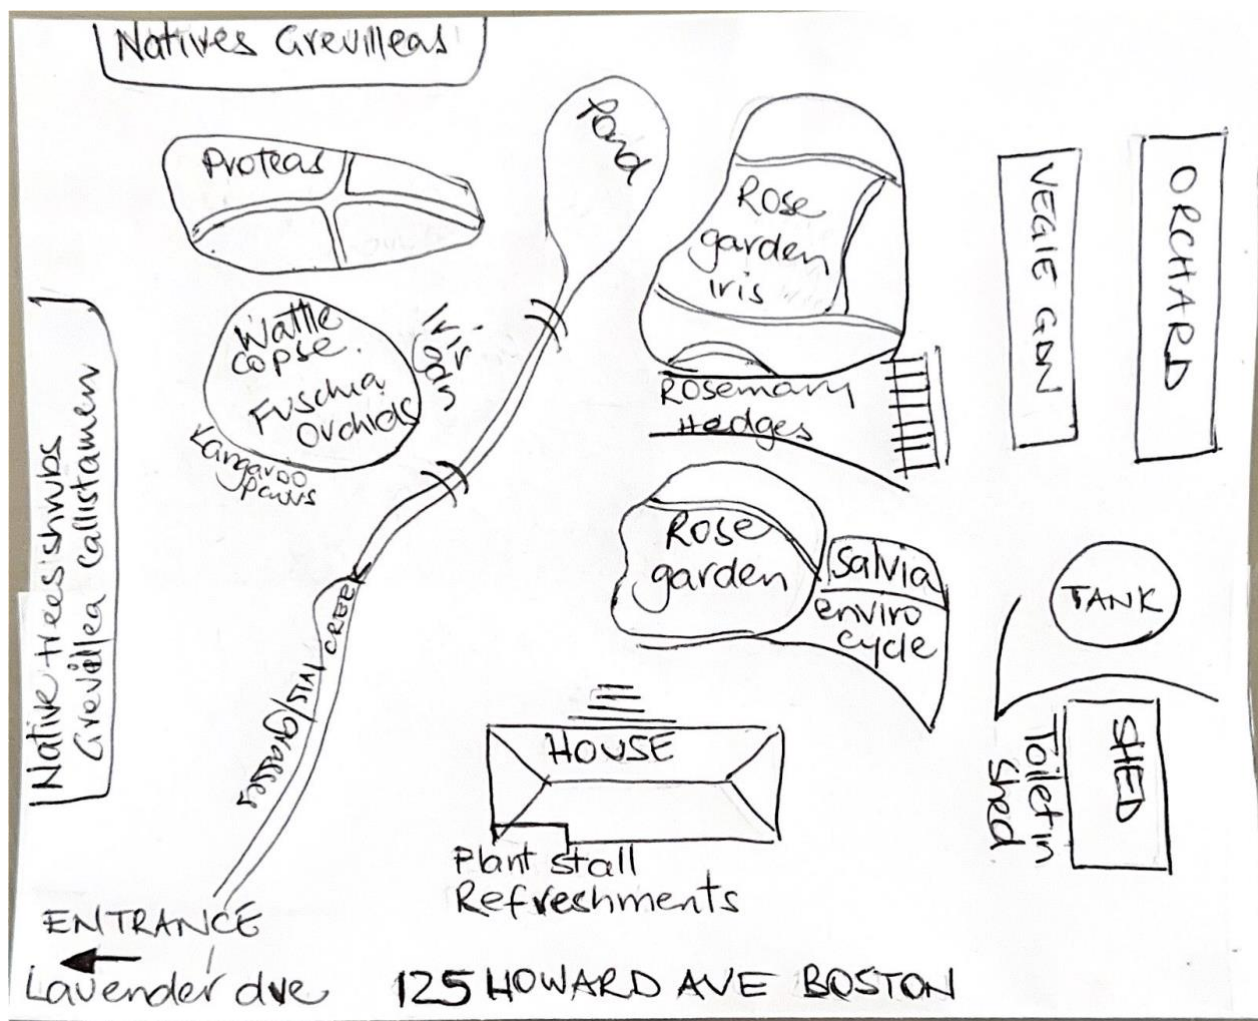 Natives Grevilleas
Proteas
Pond
Rose
garden
iris
VEGIE GDN
ORCHARD
Wattle
copse.
Fuschia
Orchids
Kangaroo
paws
Rosemary
Hedges
Native trees shrubs
Grevillea Callistamen
Rose
garden
Salvia
enviro
cycle
TANK
CREEK
iris/grasses
HOUSE
SHED
Toilet in
shed
Plant stall
Refreshments
ENTRANCE
Lavender dve
125 HOWARD AVE BOSTON